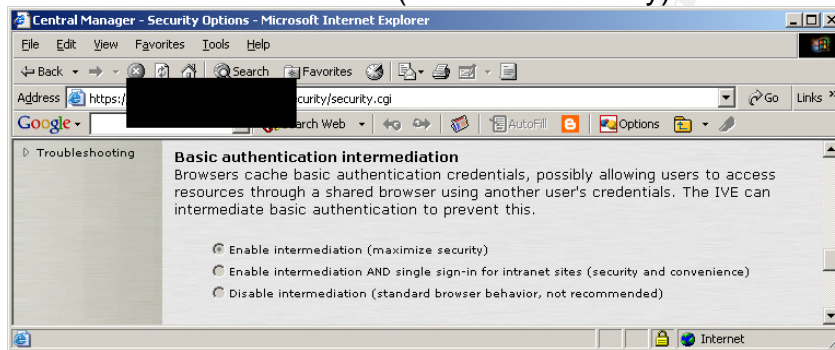 Central Manager - Security Options - Microsoft Internet Explorer
File Edit View Favorites Tools Help
Back Search Favorites
Address https:/ curity/security.cgi Go Links »
Google - arch Web AutoFill Options
Troubleshooting
Basic authentication intermediation
Browsers cache basic authentication credentials, possibly allowing users to access
resources through a shared browser using another user's credentials. The IVE can
intermediate basic authentication to prevent this.
Enable intermediation (maximize security)
Enable intermediation AND single sign-in for intranet sites (security and convenience)
Disable intermediation (standard browser behavior, not recommended)
Internet